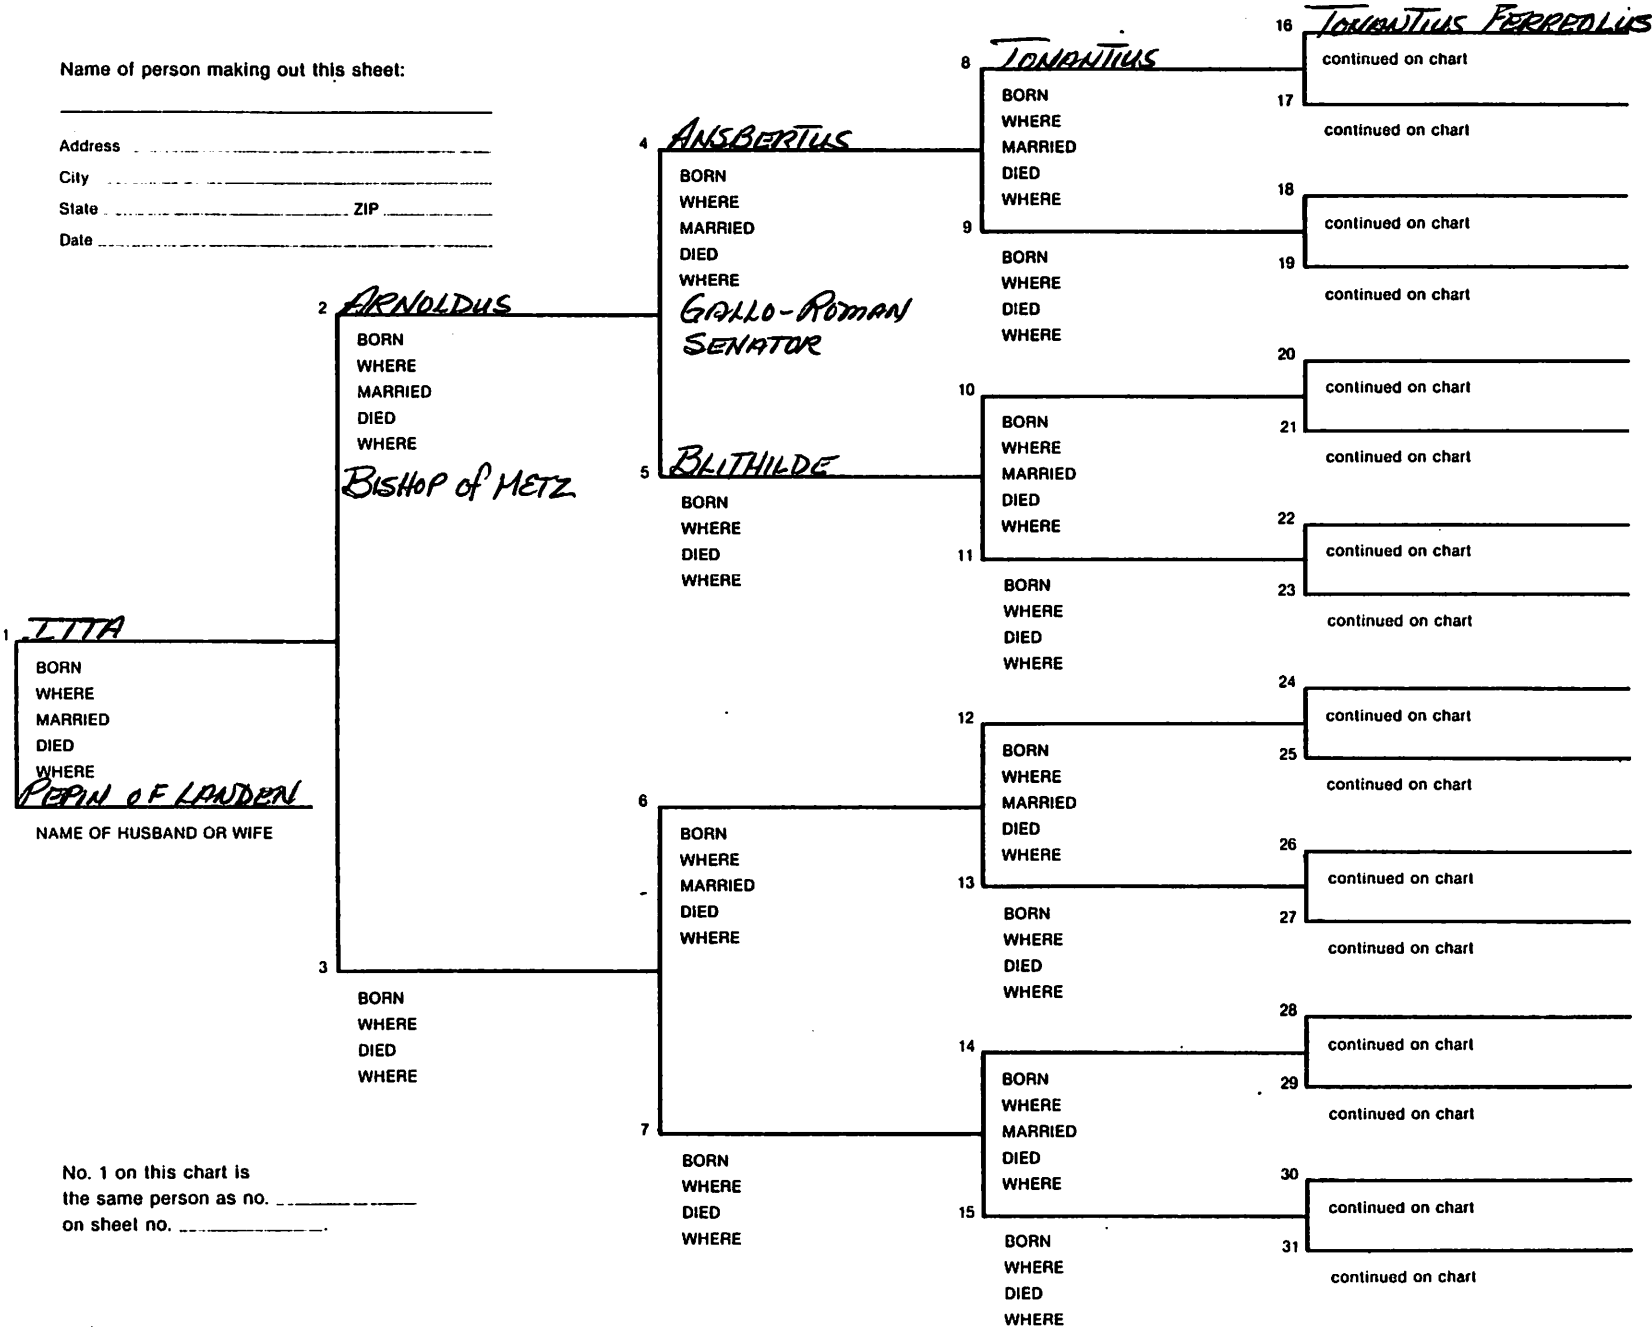 Name of person making out this sheet:
Address
City
State ZIP
Date
1 ITTA
BORN
WHERE
MARRIED
DIED
WHERE
PEPIN OF LANDEN
NAME OF HUSBAND OR WIFE
No. 1 on this chart is
the same person as no.
on sheet no.
2 ARNOLDUS
BORN
WHERE
MARRIED
DIED
WHERE
BISHOP of METZ
3
BORN
WHERE
DIED
WHERE
4 ANSBERTUS
BORN
WHERE
MARRIED
DIED
WHERE
GALLO-ROMAN
SENATOR
5 BLITHILDE
BORN
WHERE
DIED
WHERE
6
BORN
WHERE
MARRIED
DIED
WHERE
7
BORN
WHERE
DIED
WHERE
8 TONANTIUS
BORN
WHERE
MARRIED
DIED
WHERE
9
BORN
WHERE
DIED
WHERE
10
BORN
WHERE
MARRIED
DIED
WHERE
11
BORN
WHERE
DIED
WHERE
12
BORN
WHERE
MARRIED
DIED
WHERE
13
BORN
WHERE
DIED
WHERE
14
BORN
WHERE
MARRIED
DIED
WHERE
15
BORN
WHERE
DIED
WHERE
16 TONANTIUS FERREOLUS
continued on chart
17
continued on chart
18
continued on chart
19
continued on chart
20
continued on chart
21
continued on chart
22
continued on chart
23
continued on chart
24
continued on chart
25
continued on chart
26
continued on chart
27
continued on chart
28
continued on chart
29
continued on chart
30
continued on chart
31
continued on chart